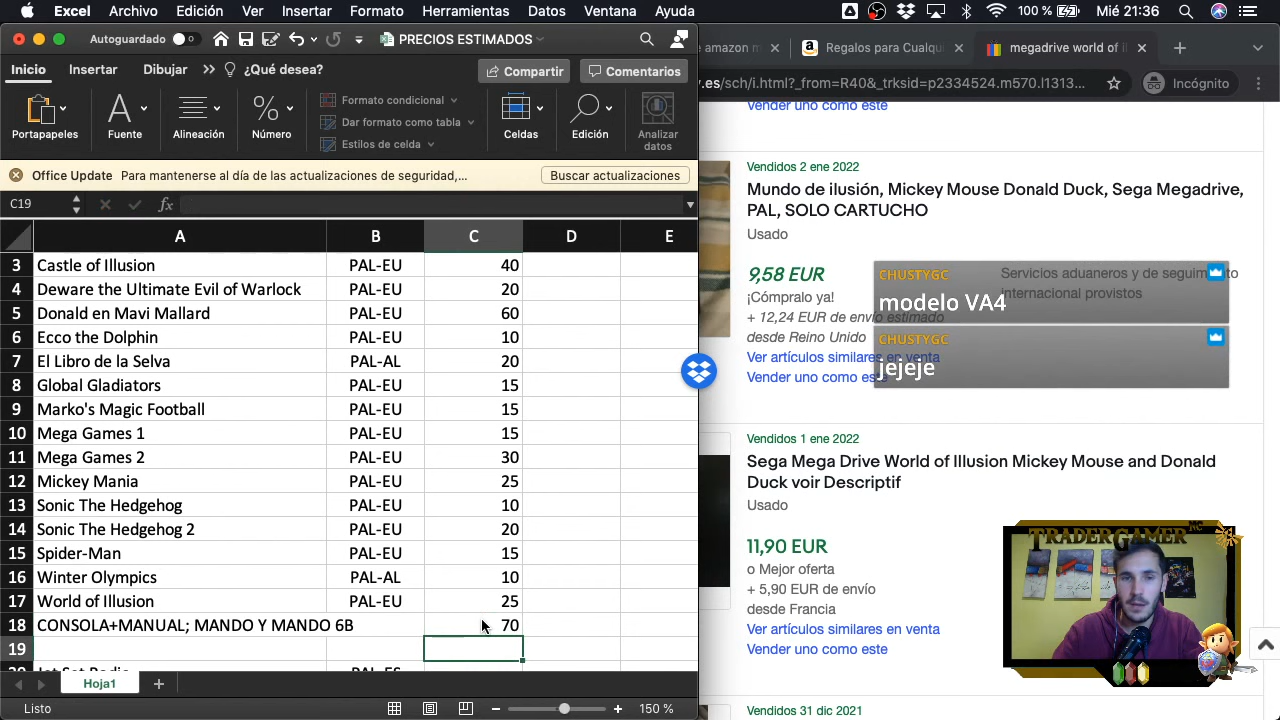 Excel Archivo Edición Ver Insertar Formato Herramientas Datos Ventana Ayuda 100 % Mié 21:36
Autoguardado PRECIOS ESTIMADOS
Inicio Insertar Dibujar >> ¿Qué desea? Compartir Comentarios
Portapapeles Fuente Alineación Número Celdas Edición Analizar datos
Formato condicional
Dar formato como tabla
Estilos de celda
Office Update Para mantenerse al día de las actualizaciones de seguridad,... Buscar actualizaciones
C19 fx
A B C D E
3 Castle of Illusion PAL-EU 40
4 Deware the Ultimate Evil of Warlock PAL-EU 20
5 Donald en Mavi Mallard PAL-EU 60
6 Ecco the Dolphin PAL-EU 10
7 El Libro de la Selva PAL-AL 20
8 Global Gladiators PAL-EU 15
9 Marko's Magic Football PAL-EU 15
10 Mega Games 1 PAL-EU 15
11 Mega Games 2 PAL-EU 30
12 Mickey Mania PAL-EU 25
13 Sonic The Hedgehog PAL-EU 10
14 Sonic The Hedgehog 2 PAL-EU 20
15 Spider-Man PAL-EU 15
16 Winter Olympics PAL-AL 10
17 World of Illusion PAL-EU 25
18 CONSOLA+MANUAL; MANDO Y MANDO 6B 70
19
Hoja1
Listo 150 %
amazon m Regalos para Cualqu megadrive world of il
.es/sch/i.html?_from=R40&_trksid=p2334524.m570.l1313... Incógnito
Vender uno como este
Vendidos 2 ene 2022
Mundo de ilusión, Mickey Mouse Donald Duck, Sega Megadrive,
PAL, SOLO CARTUCHO
Usado
9,58 EUR
Servicios aduaneros y de seguimiento
internacional provistos
¡Cómpralo ya!
+ 12,24 EUR de envío estimado
desde Reino Unido
Ver artículos similares en venta
Vender uno como este
CHUSTYGC
modelo VA4
CHUSTYGC
jejeje
Vendidos 1 ene 2022
Sega Mega Drive World of Illusion Mickey Mouse and Donald
Duck voir Descriptif
Usado
11,90 EUR
o Mejor oferta
+ 5,90 EUR de envío
desde Francia
Ver artículos similares en venta
Vender uno como este
Vendidos 31 dic 2021
TRADERGAMER